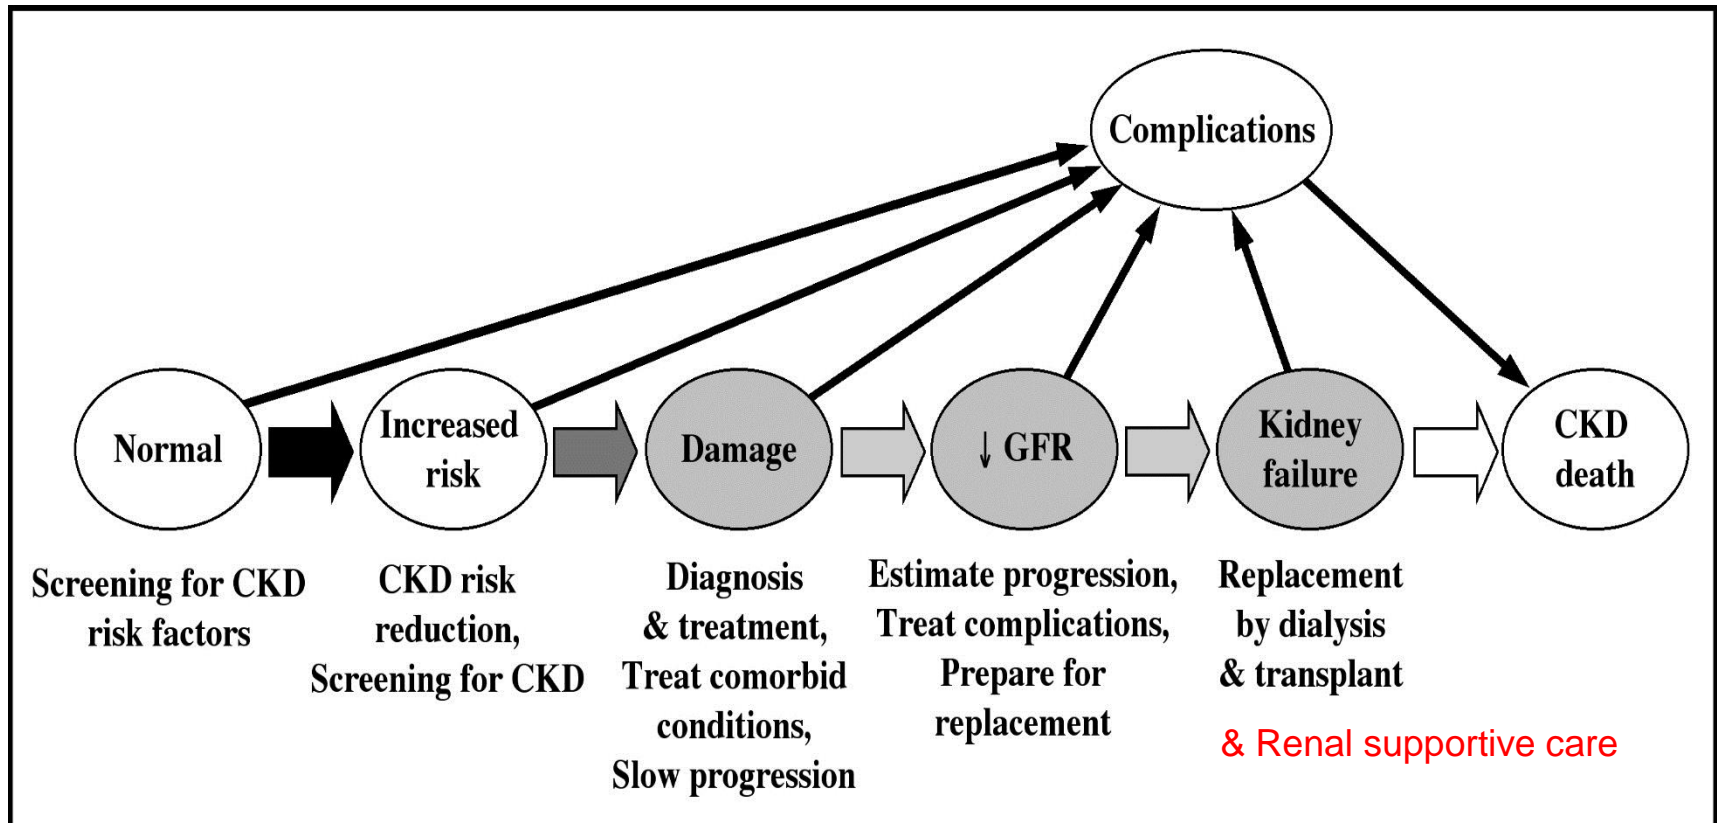 Complications
Normal
Increased
risk
Damage
↓ GFR
Kidney
failure
CKD
death
Screening for CKD
risk factors
CKD risk
reduction,
Screening for CKD
Diagnosis
& treatment,
Treat comorbid
conditions,
Slow progression
Estimate progression,
Treat complications,
Prepare for
replacement
Replacement
by dialysis
& transplant
& Renal supportive care